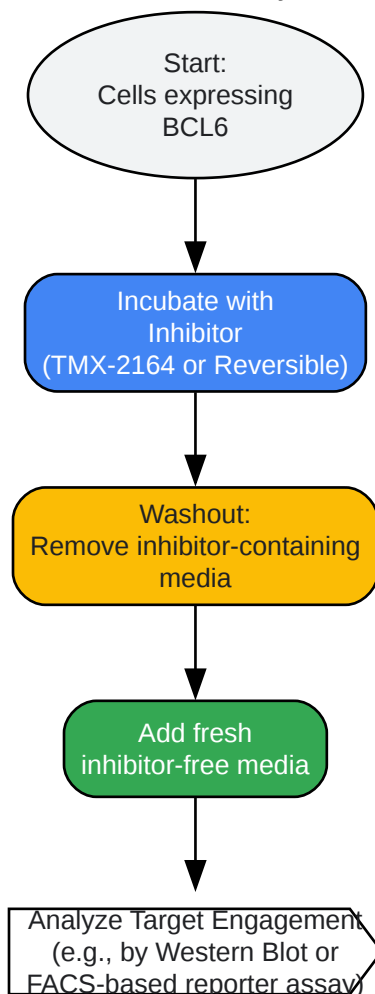 Start:
Cells expressing
BCL6
Incubate with
Inhibitor
(TMX-2164 or Reversible)
Washout:
Remove inhibitor-containing
media
Add fresh
inhibitor-free media
Analyze Target Engagement
(e.g., by Western Blot or
FACS-based reporter assay)